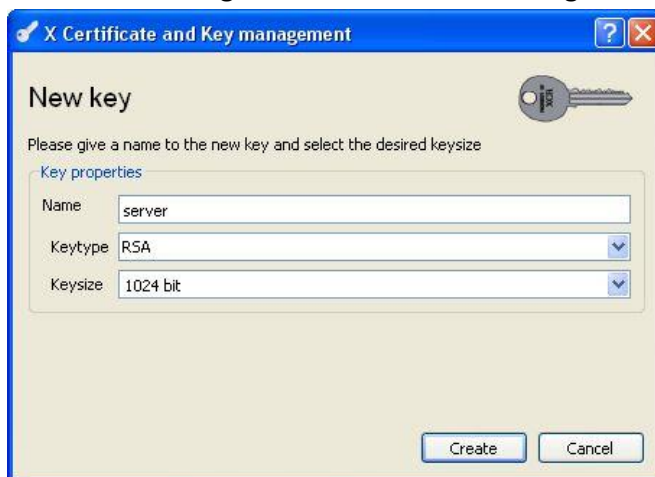 X Certificate and Key management
New key
Please give a name to the new key and select the desired keysize
Key properties
Name server
Keytype RSA
Keysize 1024 bit
Create Cancel